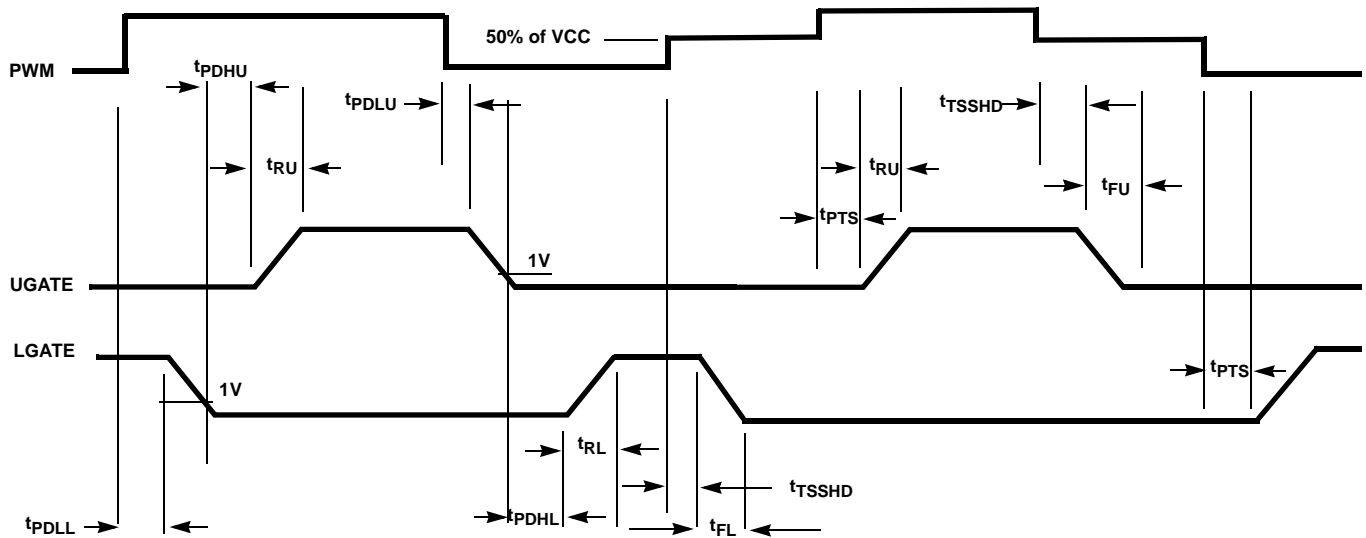 50% of VCC
PWM
tPDHU
tPDLU
tTSSHD
tRU
tRU
tFU
tPTS
1V
UGATE
LGATE
1V
tPTS
tRL
tTSSHD
tPDLL
tPDHL
tFL